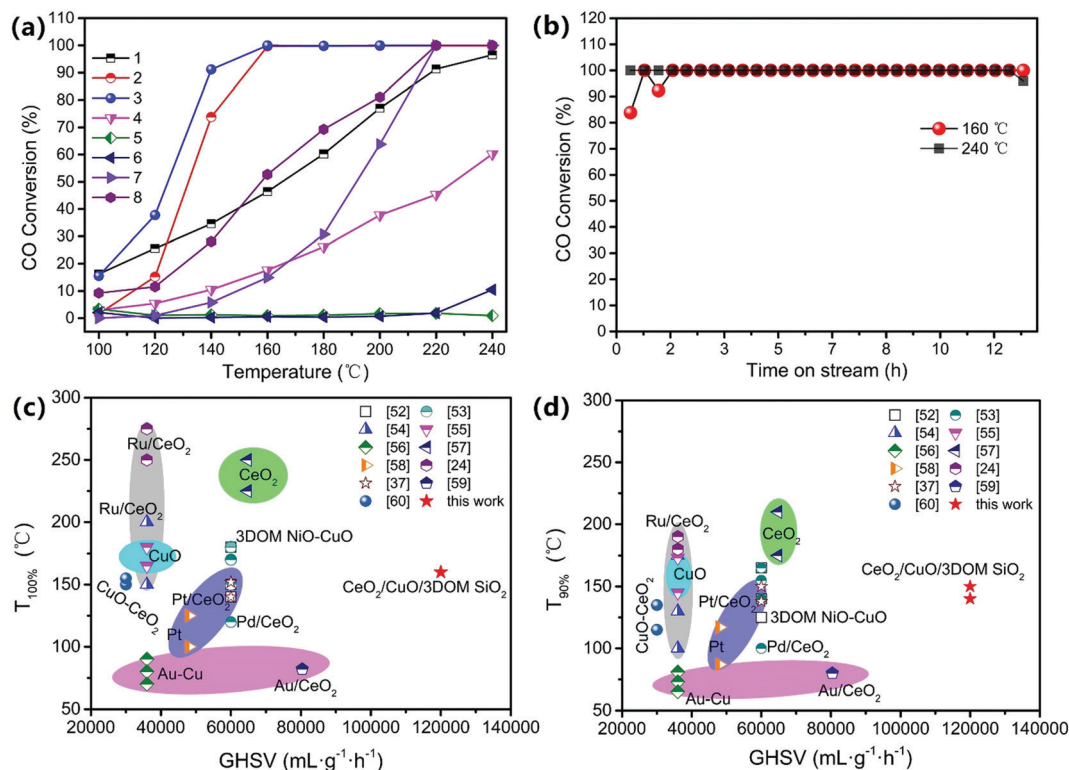 (a)
CO Conversion (%)
100
90
80
70
60
50
40
30
20
10
0
1
2
3
4
5
6
7
8
100 120 140 160 180 200 220 240
Temperature (℃)
(b)
CO Conversion (%)
120
110
100
90
80
70
60
50
40
30
20
10
0
160 ℃
240 ℃
0 1 2 3 5 6 7 8 10 11 12
Time on stream (h)
(c)
T100% (℃)
300
250
200
150
100
50
[52] [53]
[54] [55]
[56] [57]
[58] [24]
[37] [59]
[60] this work
Ru/CeO2
CeO2
Ru/CeO2
3DOM NiO-CuO
CuO
CeO2/CuO/3DOM SiO2
CuO-CeO2
Pt/CeO2
Pt
Pd/CeO2
Au-Cu
Au/CeO2
20000 40000 60000 80000 100000 120000 140000
GHSV (mL·g-1·h-1)
(d)
T90% (℃)
300
250
200
150
100
50
[52] [53]
[54] [55]
[56] [57]
[58] [24]
[37] [59]
[60] this work
Ru/CeO2
CeO2
CuO
CeO2/CuO/3DOM SiO2
CuO-CeO2
Pt/CeO2
3DOM NiO-CuO
Pt
Pd/CeO2
Au-Cu
Au/CeO2
20000 40000 60000 80000 100000 120000 140000
GHSV (mL·g-1·h-1)